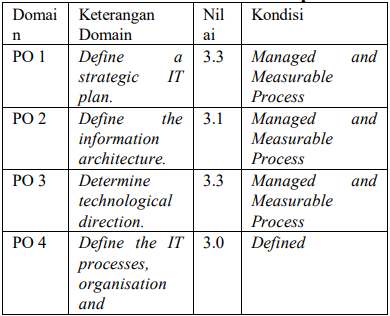 Domai n Keterangan Domain Nil ai Kondisi
PO 1 Define a strategic IT plan. 3.3 Managed and Measurable Process
PO 2 Define the information architecture. 3.1 Managed and Measurable Process
PO 3 Determine technological direction. 3.3 Managed and Measurable Process
PO 4 Define the IT processes, organisation and 3.0 Defined